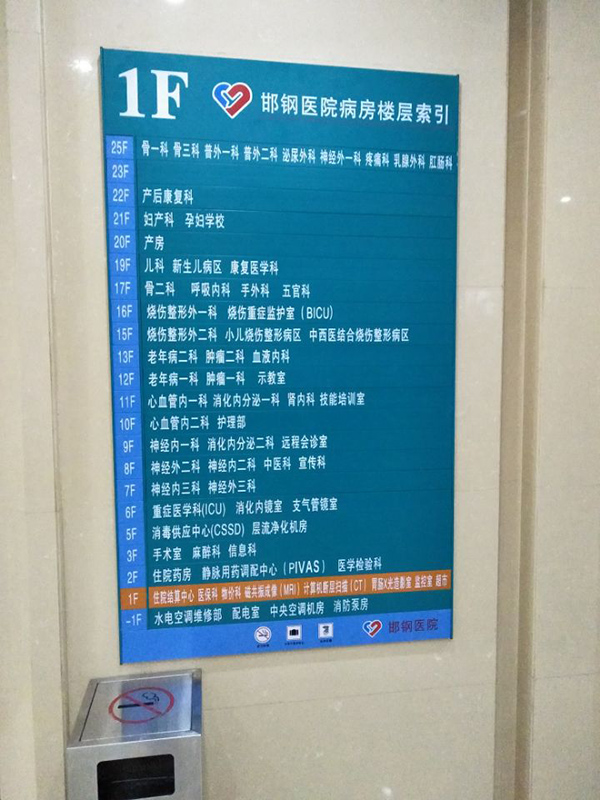 1F 邯钢医院病房楼层索引
25F 骨一科 骨三科 普外一科 普外二科 泌尿外科 神经外一科 疼痛科 乳腺外科 肛肠科
23F
22F 产后康复科
21F 妇产科 孕妇学校
20F 产房
19F 儿科 新生儿病区 康复医学科
17F 骨二科 呼吸内科 手外科 五官科
16F 烧伤整形外一科 烧伤重症监护室(BICU)
15F 烧伤整形外二科 小儿烧伤整形病区 中西医结合烧伤整形病区
13F 老年病二科 肿瘤二科 血液内科
12F 老年病一科 肿瘤一科 示教室
11F 心血管内一科 消化内分泌一科 肾内科 技能培训室
10F 心血管内二科 护理部
9F 神经内一科 消化内分泌二科 远程会诊室
8F 神经外二科 神经内二科 中医科 宣传科
7F 神经内三科 神经外三科
6F 重症医学科(ICU) 消化内镜室 支气管镜室
5F 消毒供应中心(CSSD) 层流净化机房
3F 手术室 麻醉科 信息科
2F 住院药房 静脉用药调配中心(PIVAS) 医学检验科
1F 住院结算中心 医保科 物价科 磁共振成像(MRI) 计算机断层扫描(CT) 胃肠X光造影室 监控室 超市
-1F 水电空调维修部 配电室 中央空调机房 消防泵房
邯钢医院